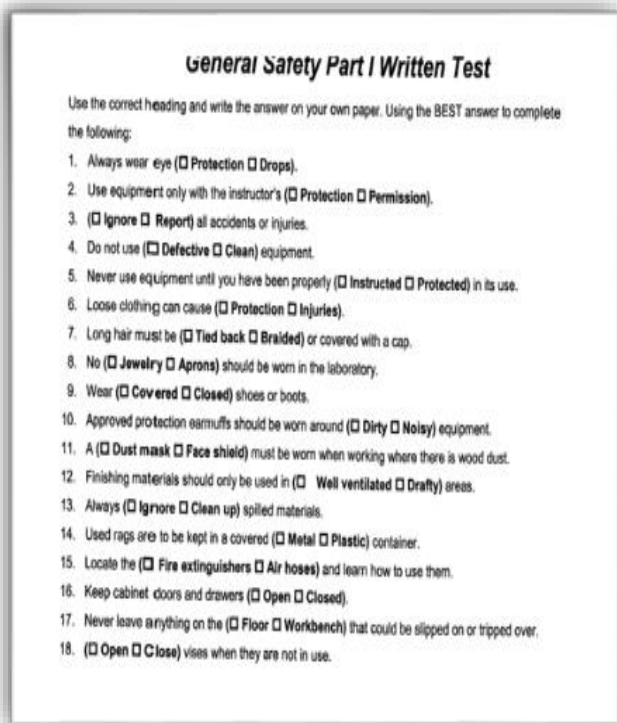 General Safety Part I Written Test
Use the correct heading and write the answer on your own paper. Using the BEST answer to complete
the following:
1. Always wear eye (☐ Protection ☐ Drops).
2. Use equipment only with the instructor's (☐ Protection ☐ Permission).
3. (☐ Ignore ☐ Report) all accidents or injuries.
4. Do not use (☐ Defective ☐ Clean) equipment.
5. Never use equipment until you have been properly (☐ Instructed ☐ Protected) in its use.
6. Loose clothing can cause (☐ Protection ☐ Injuries).
7. Long hair must be (☐ Tied back ☐ Braided) or covered with a cap.
8. No (☐ Jewelry ☐ Aprons) should be worn in the laboratory.
9. Wear (☐ Covered ☐ Closed) shoes or boots.
10. Approved protection earmuffs should be worn around (☐ Dirty ☐ Noisy) equipment.
11. A (☐ Dust mask ☐ Face shield) must be worn when working where there is wood dust.
12. Finishing materials should only be used in (☐ Well ventilated ☐ Drafty) areas.
13. Always (☐ Ignore ☐ Clean up) spilled materials.
14. Used rags are to be kept in a covered (☐ Metal ☐ Plastic) container.
15. Locate the (☐ Fire extinguishers ☐ Air hoses) and learn how to use them.
16. Keep cabinet doors and drawers (☐ Open ☐ Closed).
17. Never leave anything on the (☐ Floor ☐ Workbench) that could be slipped on or tripped over.
18. (☐ Open ☐ Close) vises when they are not in use.